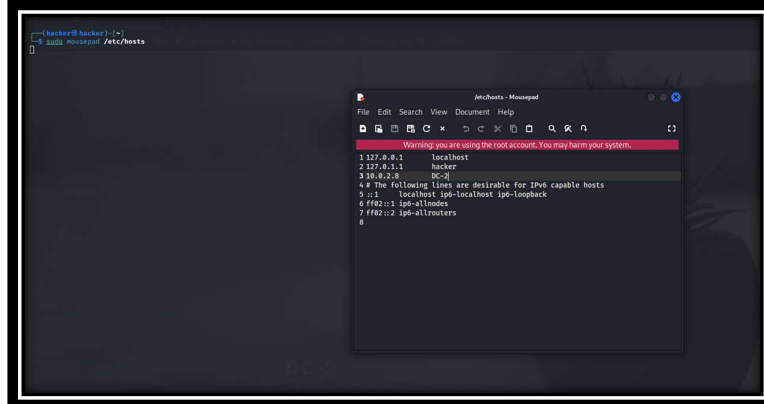 ┌──(hacker㉿hacker)-[~]
└─$ sudo mousepad /etc/hosts
/etc/hosts - Mousepad
File Edit Search View Document Help
Warning: you are using the root account. You may harm your system.
1 127.0.0.1 localhost
2 127.0.1.1 hacker
3 10.0.2.8 DC-2
4 # The following lines are desirable for IPv6 capable hosts
5 ::1 localhost ip6-localhost ip6-loopback
6 ff02::1 ip6-allnodes
7 ff02::2 ip6-allrouters
8
DC-2